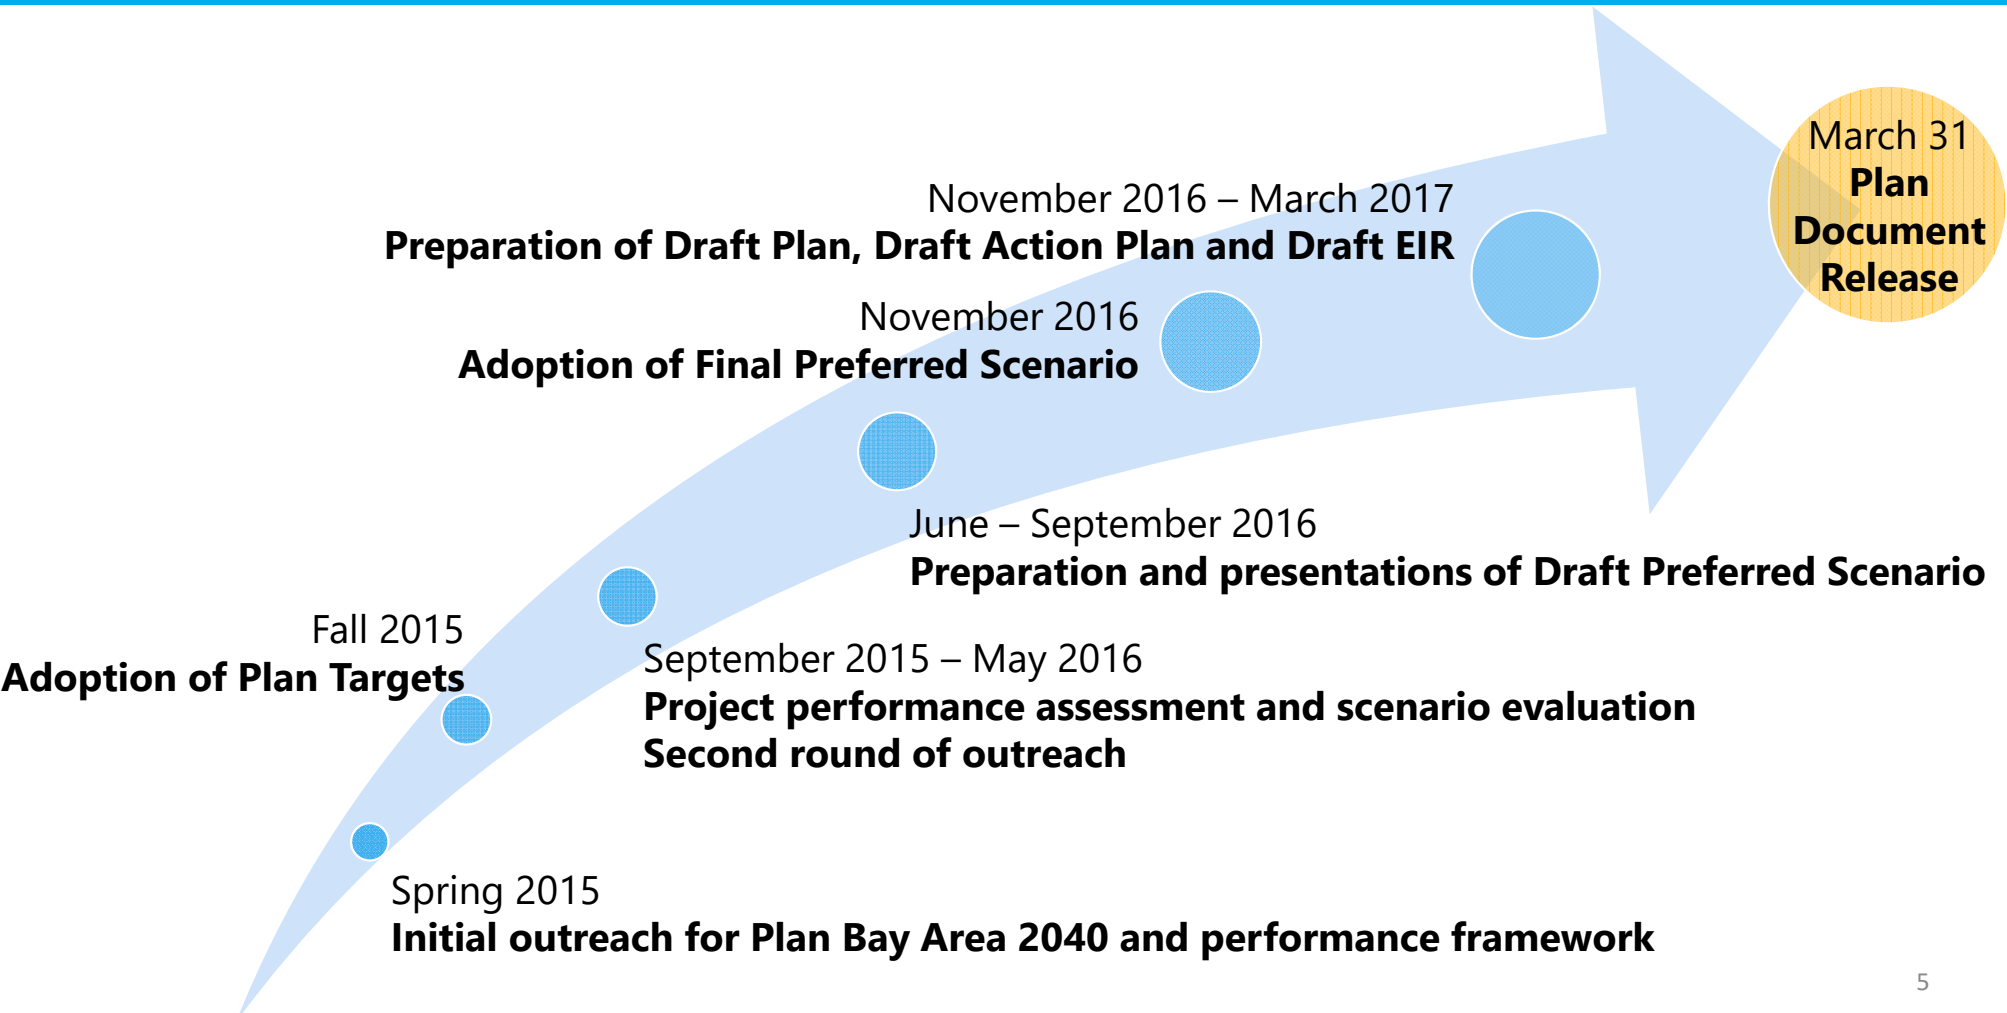 March 31
Plan
Document
Release
November 2016 – March 2017
Preparation of Draft Plan, Draft Action Plan and Draft EIR
November 2016
Adoption of Final Preferred Scenario
June – September 2016
Preparation and presentations of Draft Preferred Scenario
Fall 2015
Adoption of Plan Targets
September 2015 – May 2016
Project performance assessment and scenario evaluation
Second round of outreach
Spring 2015
Initial outreach for Plan Bay Area 2040 and performance framework
5